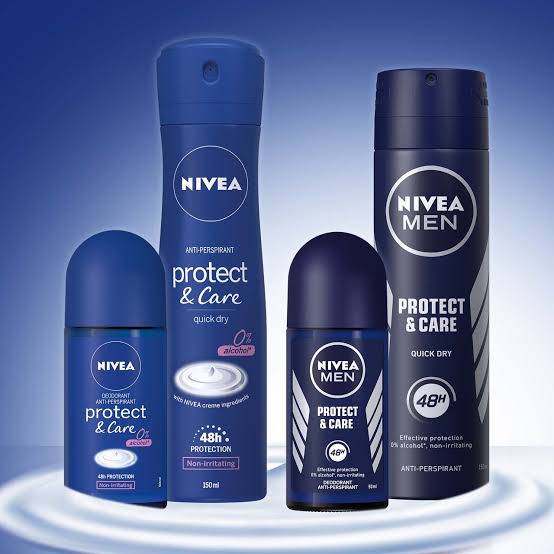 NIVEA
ANTI-PERSPIRANT
protect
& Care
quick dry
0%
alcohol*
with NIVEA creme ingredients
48h
PROTECTION
Non-irritating
150ml
NIVEA
MEN
PROTECT
& CARE
QUICK DRY
48H
Effective protection
0% alcohol*, non-irritating
ANTI-PERSPIRANT
150ml
NIVEA
DEODORANT
ANTI-PERSPIRANT
protect
& Care
0%
alcohol*
48h PROTECTION
Non-irritating
NIVEA
MEN
PROTECT
& CARE
48H
Effective protection
0% alcohol*, non-irritating
DEODORANT
ANTI-PERSPIRANT
50ml